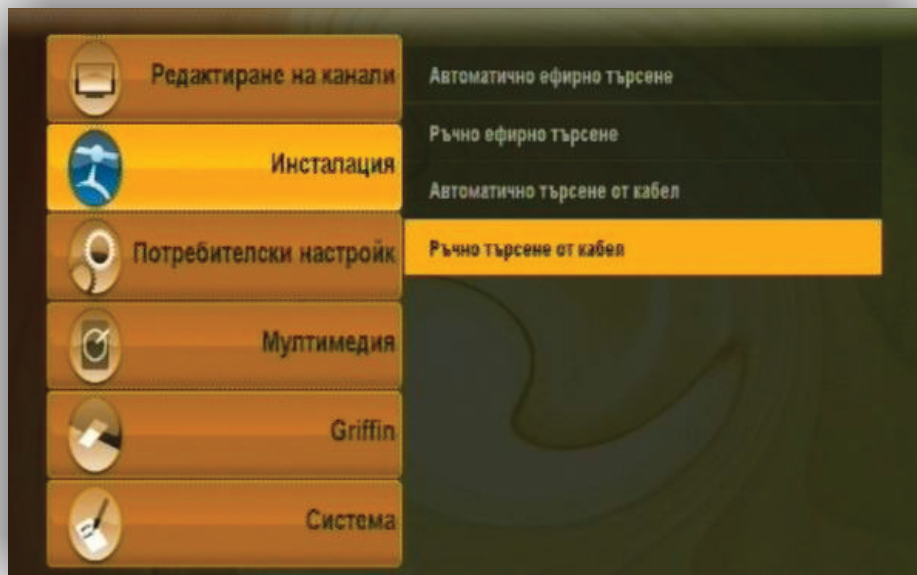 Редактиране на канали
Инсталация
Потребителски настройк
Мултимедия
Griffin
Система
Автоматично ефирно търсене
Ръчно ефирно търсене
Автоматично търсене от кабел
Ръчно търсене от кабел